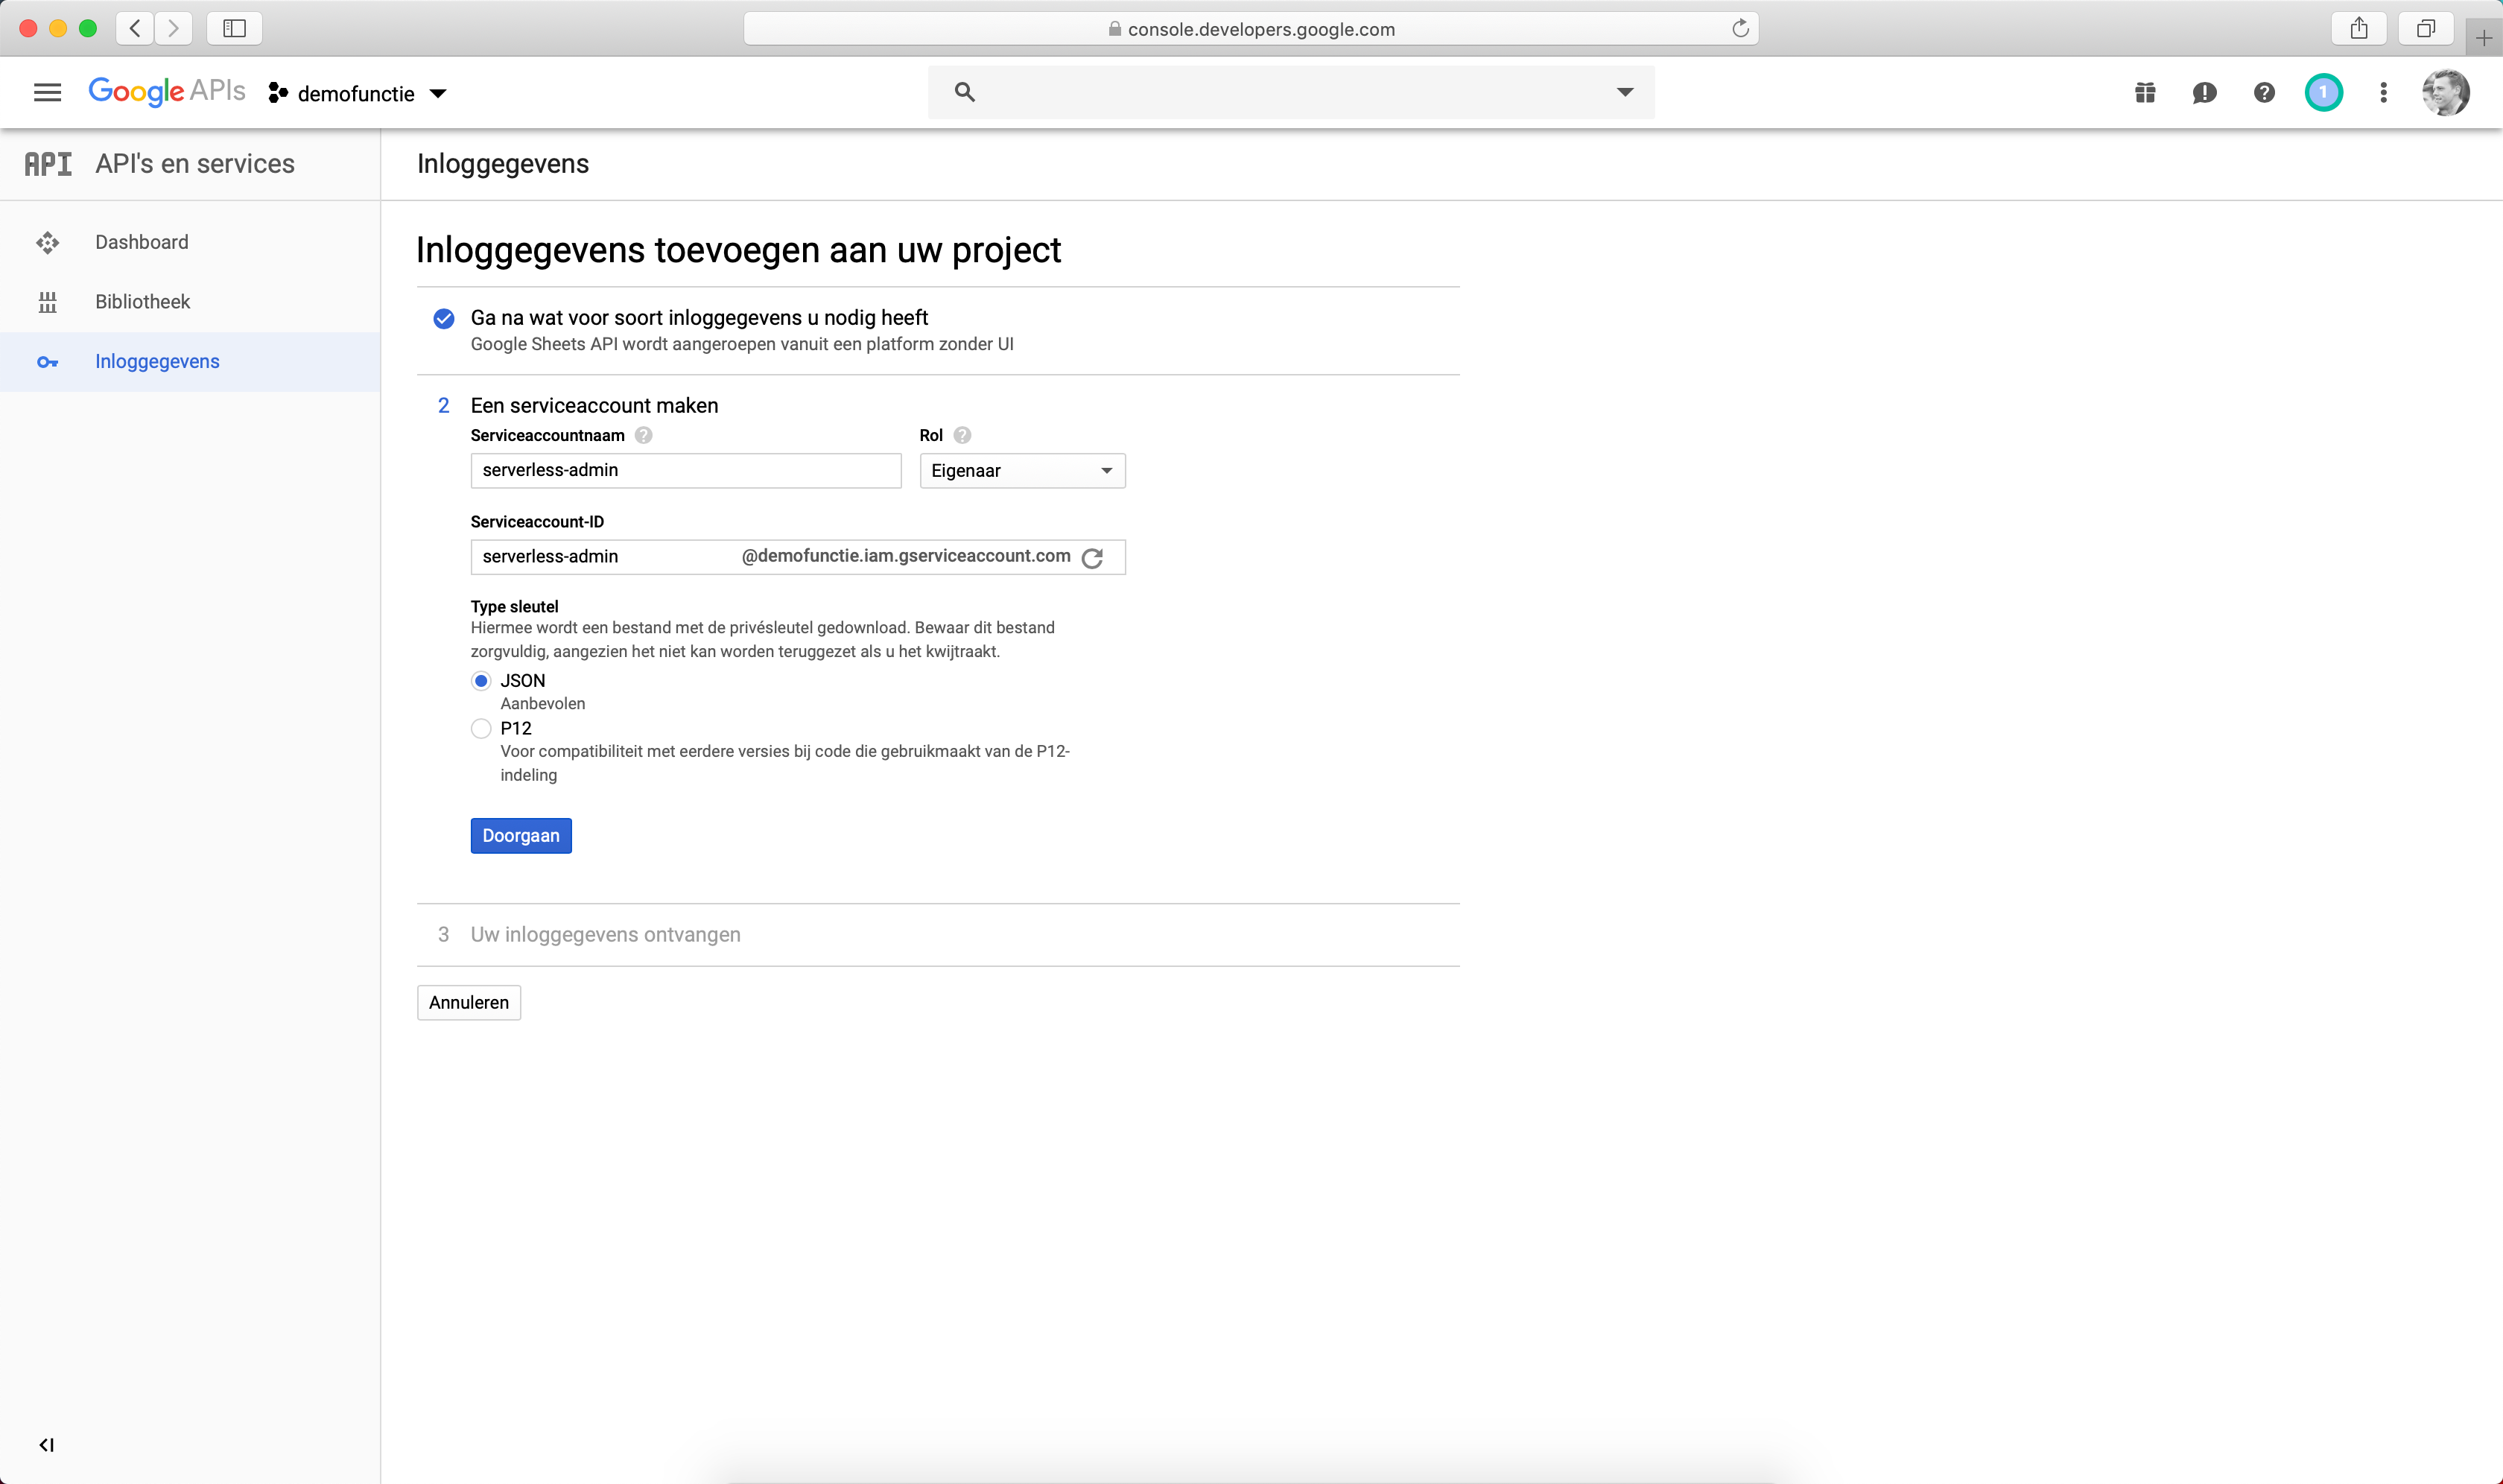 console.developers.google.com
Google APIs demofunctie
1
API API's en services
Inloggegevens
Dashboard
Bibliotheek
Inloggegevens
Inloggegevens toevoegen aan uw project
Ga na wat voor soort inloggegevens u nodig heeft
Google Sheets API wordt aangeroepen vanuit een platform zonder UI
2 Een serviceaccount maken
Serviceaccountnaam ? Rol ?
serverless-admin Eigenaar
Serviceaccount-ID
serverless-admin @demofunctie.iam.gserviceaccount.com
Type sleutel
Hiermee wordt een bestand met de privésleutel gedownload. Bewaar dit bestand
zorgvuldig, aangezien het niet kan worden teruggezet als u het kwijtraakt.
JSON
Aanbevolen
P12
Voor compatibiliteit met eerdere versies bij code die gebruikmaakt van de P12-
indeling
Doorgaan
3 Uw inloggegevens ontvangen
Annuleren